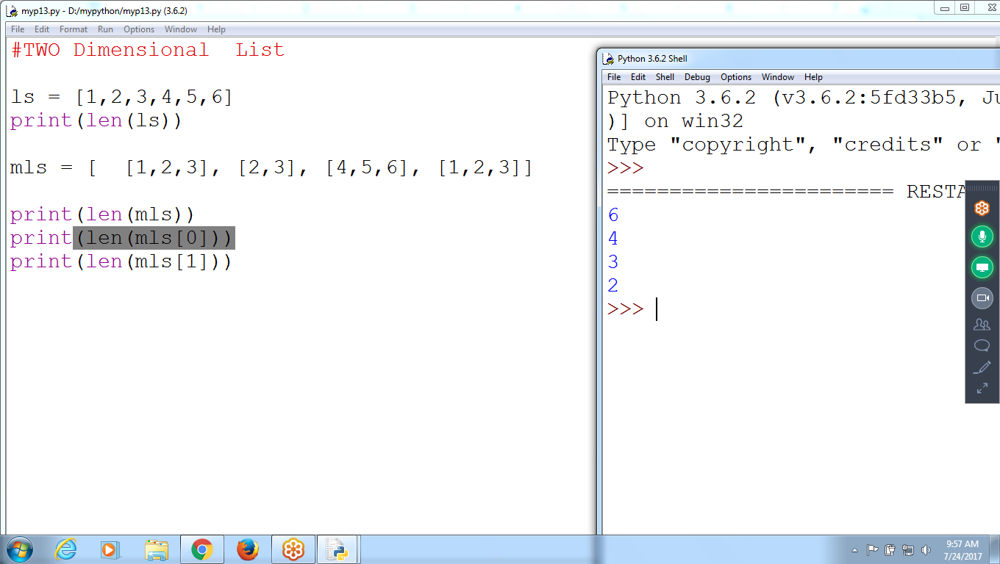 myp13.py - D:/mypython/myp13.py (3.6.2)
File Edit Format Run Options Window Help
#TWO Dimensional  List
ls = [1,2,3,4,5,6]
print(len(ls))
mls = [  [1,2,3], [2,3], [4,5,6], [1,2,3]]
print(len(mls))
print(len(mls[0]))
print(len(mls[1]))
Python 3.6.2 Shell
File Edit Shell Debug Options Window Help
Python 3.6.2 (v3.6.2:5fd33b5, Ju
)] on win32
Type "copyright", "credits" or "
>>>
======================= RESTA
6
4
3
2
>>>
9:57 AM
7/24/2017